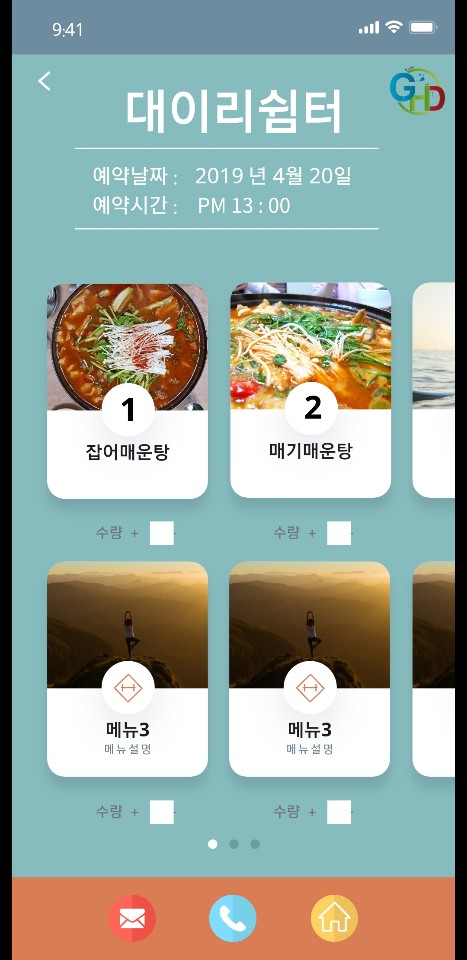 9:41
GHD
대이리쉼터
예약날짜 : 2019 년 4월 20일
예약시간 : PM 13 : 00
1
2
잡어매운탕
매기매운탕
수량 +
수량 +
메뉴3
메뉴3
메뉴설명
메뉴설명
수량 +
수량 +